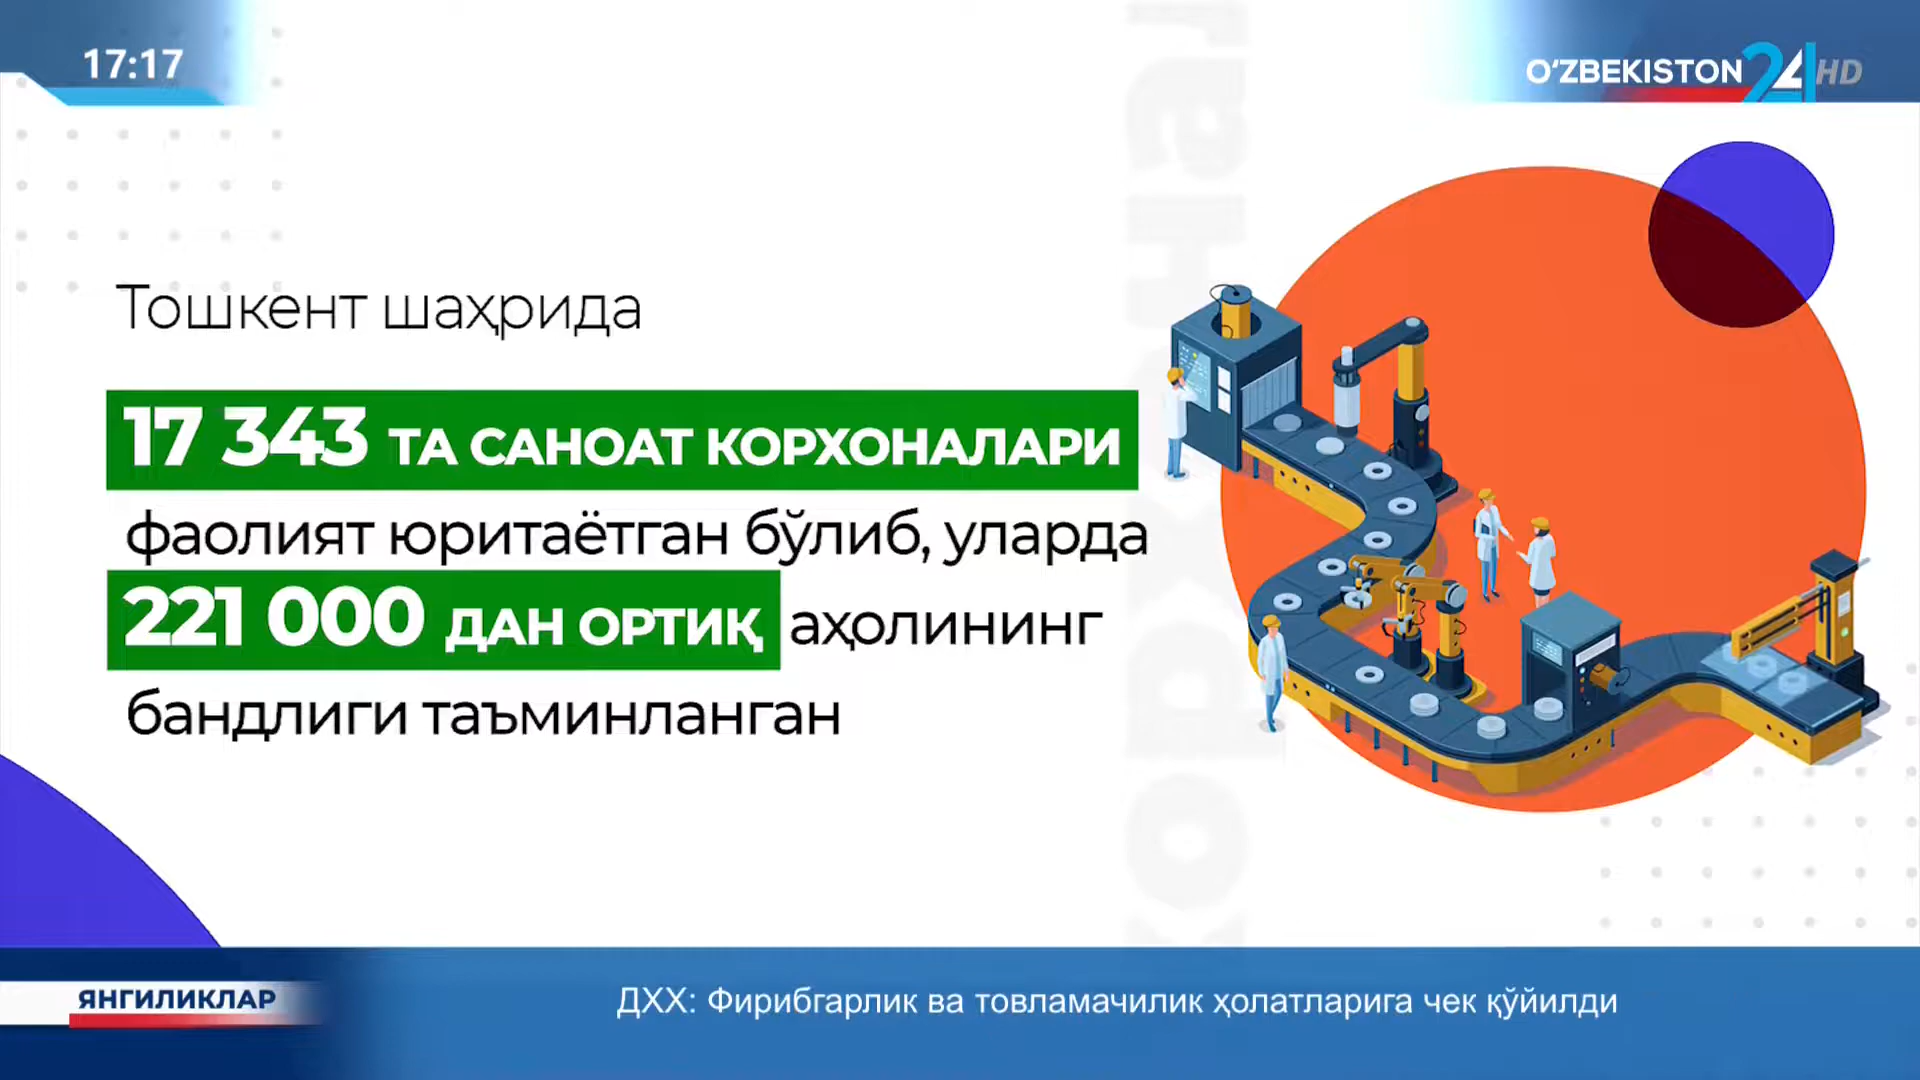 17:17
O‘ZBEKISTON 24 HD
Тошкент шаҳрида
17 343 ТА САНОАТ КОРХОНАЛАРИ
фаолият юритаётган бўлиб, уларда
221 000 ДАН ОРТИҚ аҳолининг
бандлиги таъминланган
ЯНГИЛИКЛАР
ДХХ: Фирибгарлик ва товламачилик ҳолатларига чек қўйилди